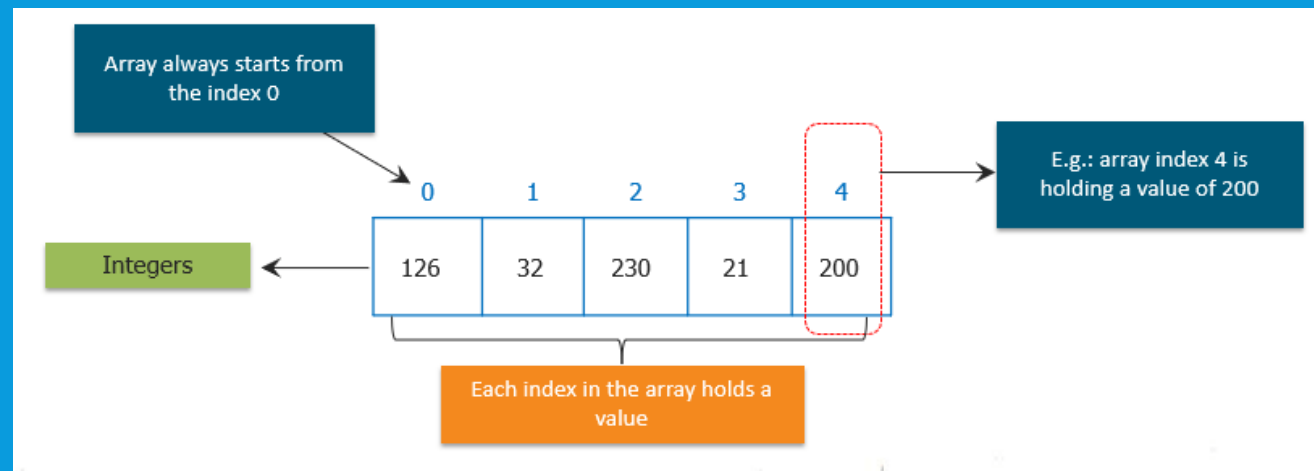 Array always starts from
the index 0
E.g.: array index 4 is
holding a value of 200
0 1 2 3 4
Integers
126 32 230 21 200
Each index in the array holds a
value